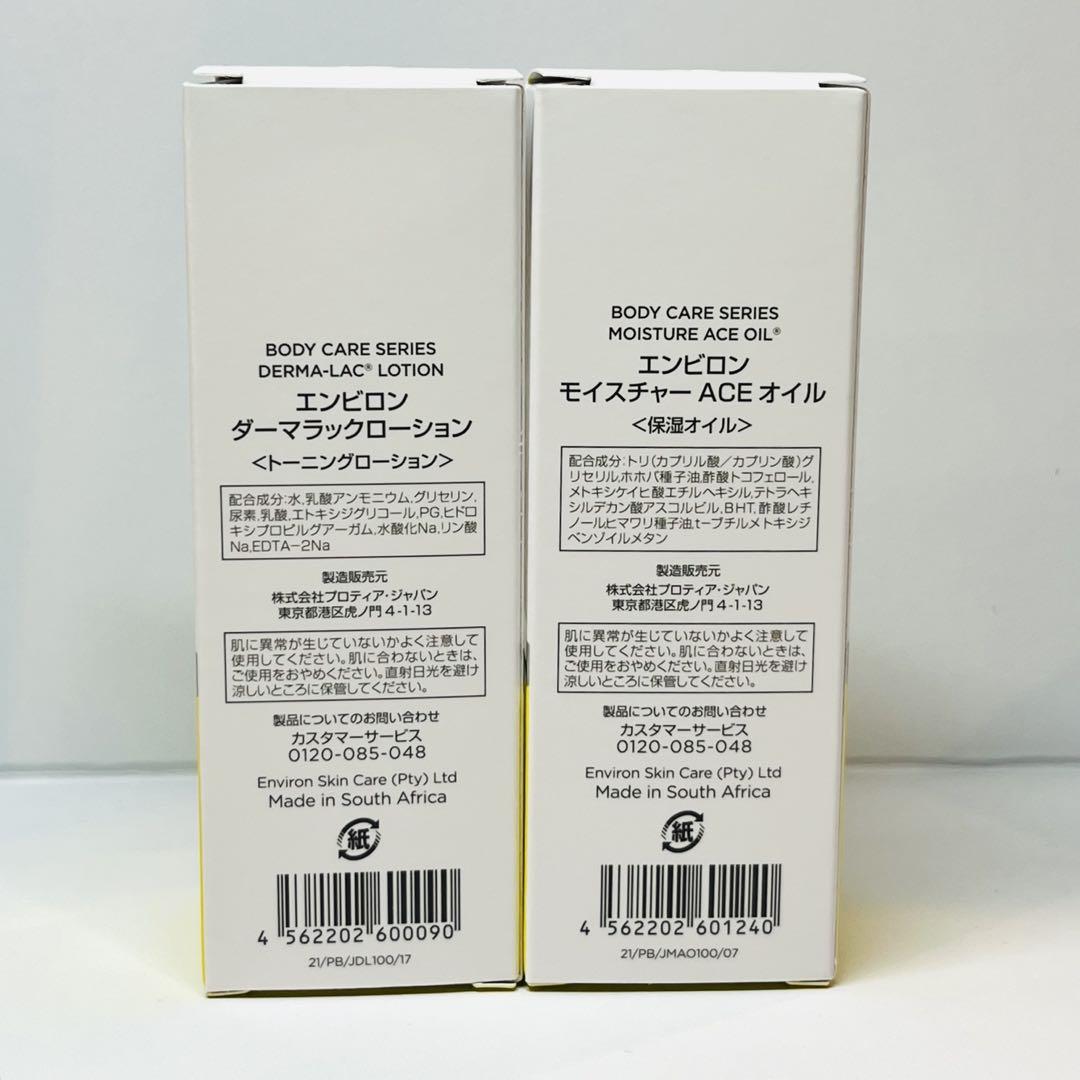 BODY CARE SERIES
DERMA-LAC® LOTION
エンビロン
ダーマラックローション
<トーニングローション>
配合成分:水,乳酸アンモニウム,グリセリン,
尿素,乳酸,エトキシジグリコール,PG,ヒドロ
キシプロピルグアーガム,水酸化Na,リン酸
Na,EDTA-2Na
製造販売元
株式会社プロティア・ジャパン
東京都港区虎ノ門4-1-13
肌に異常が生じていないかよく注意して
使用してください。肌に合わないときは、
ご使用をおやめください。直射日光を避け
涼しいところに保管してください。
製品についてのお問い合わせ
カスタマーサービス
0120-085-048
Environ Skin Care (Pty) Ltd
Made in South Africa
紙
4 562202 600090
21/PB/JDL100/17
BODY CARE SERIES
MOISTURE ACE OIL®
エンビロン
モイスチャー ACE オイル
<保湿オイル>
配合成分:トリ(カプリル酸/カプリン酸)グ
リセリル,ホホバ種子油,酢酸トコフェロール,
メトキシケイヒ酸エチルヘキシル,テトラヘキ
シルデカン酸アスコルビル,BHT,酢酸レチ
ノール,ヒマワリ種子油,t-ブチルメトキシジ
ベンゾイルメタン
製造販売元
株式会社プロティア・ジャパン
東京都港区虎ノ門4-1-13
肌に異常が生じていないかよく注意して
使用してください。肌に合わないときは、
ご使用をおやめください。直射日光を避け
涼しいところに保管してください。
製品についてのお問い合わせ
カスタマーサービス
0120-085-048
Environ Skin Care (Pty) Ltd
Made in South Africa
紙
4 562202 601240
21/PB/JMAO100/07